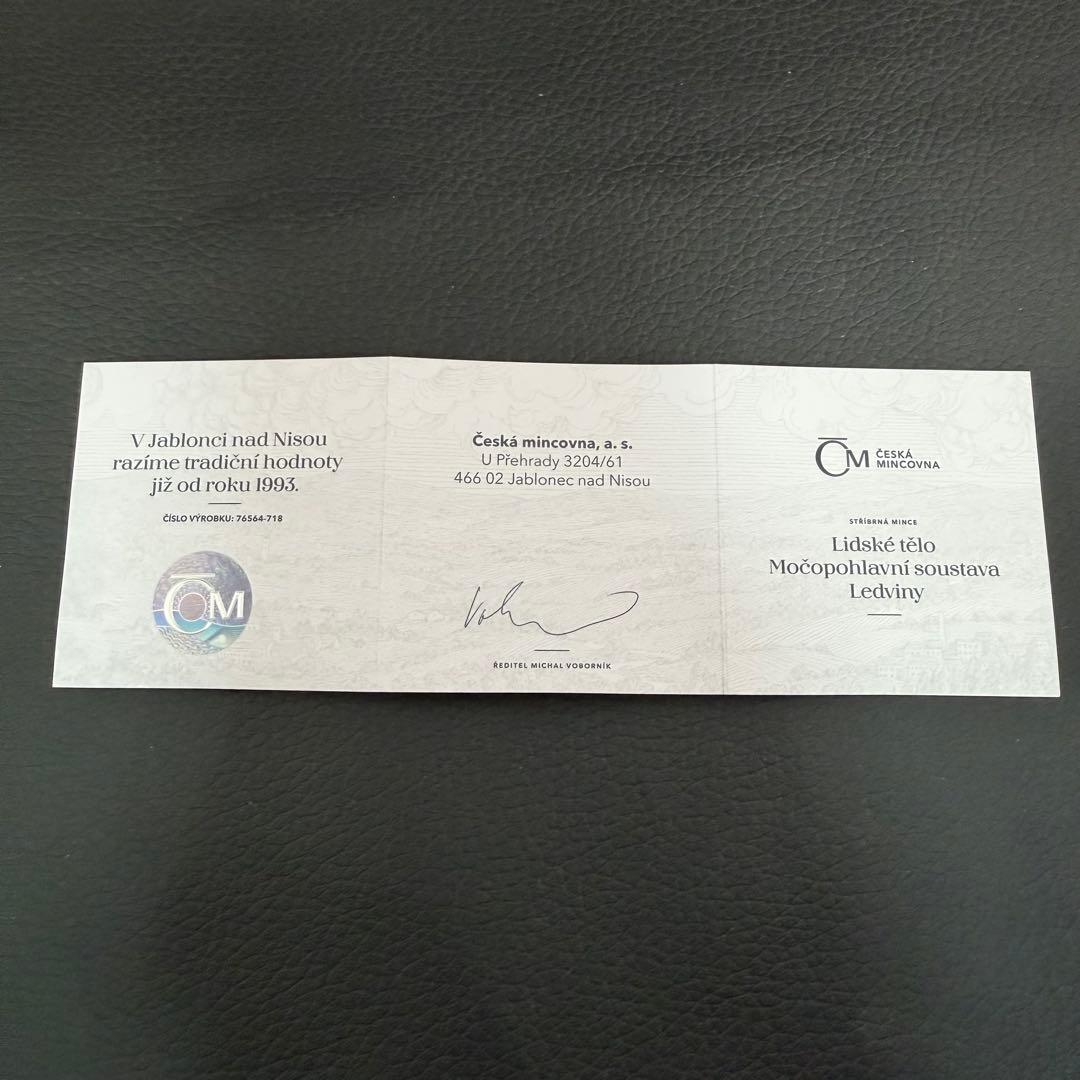 V Jablonci nad Nisou
razíme tradiční hodnoty
již od roku 1993.
ČÍSLO VÝROBKU: 76564-718
ČM
Česká mincovna, a. s.
U Přehrady 3204/61
466 02 Jablonec nad Nisou
ŘEDITEL MICHAL VOBORNÍK
ČM ČESKÁ
MINCOVNA
STŘÍBRNÁ MINCE
Lidské tělo
Močopohlavní soustava
Ledviny